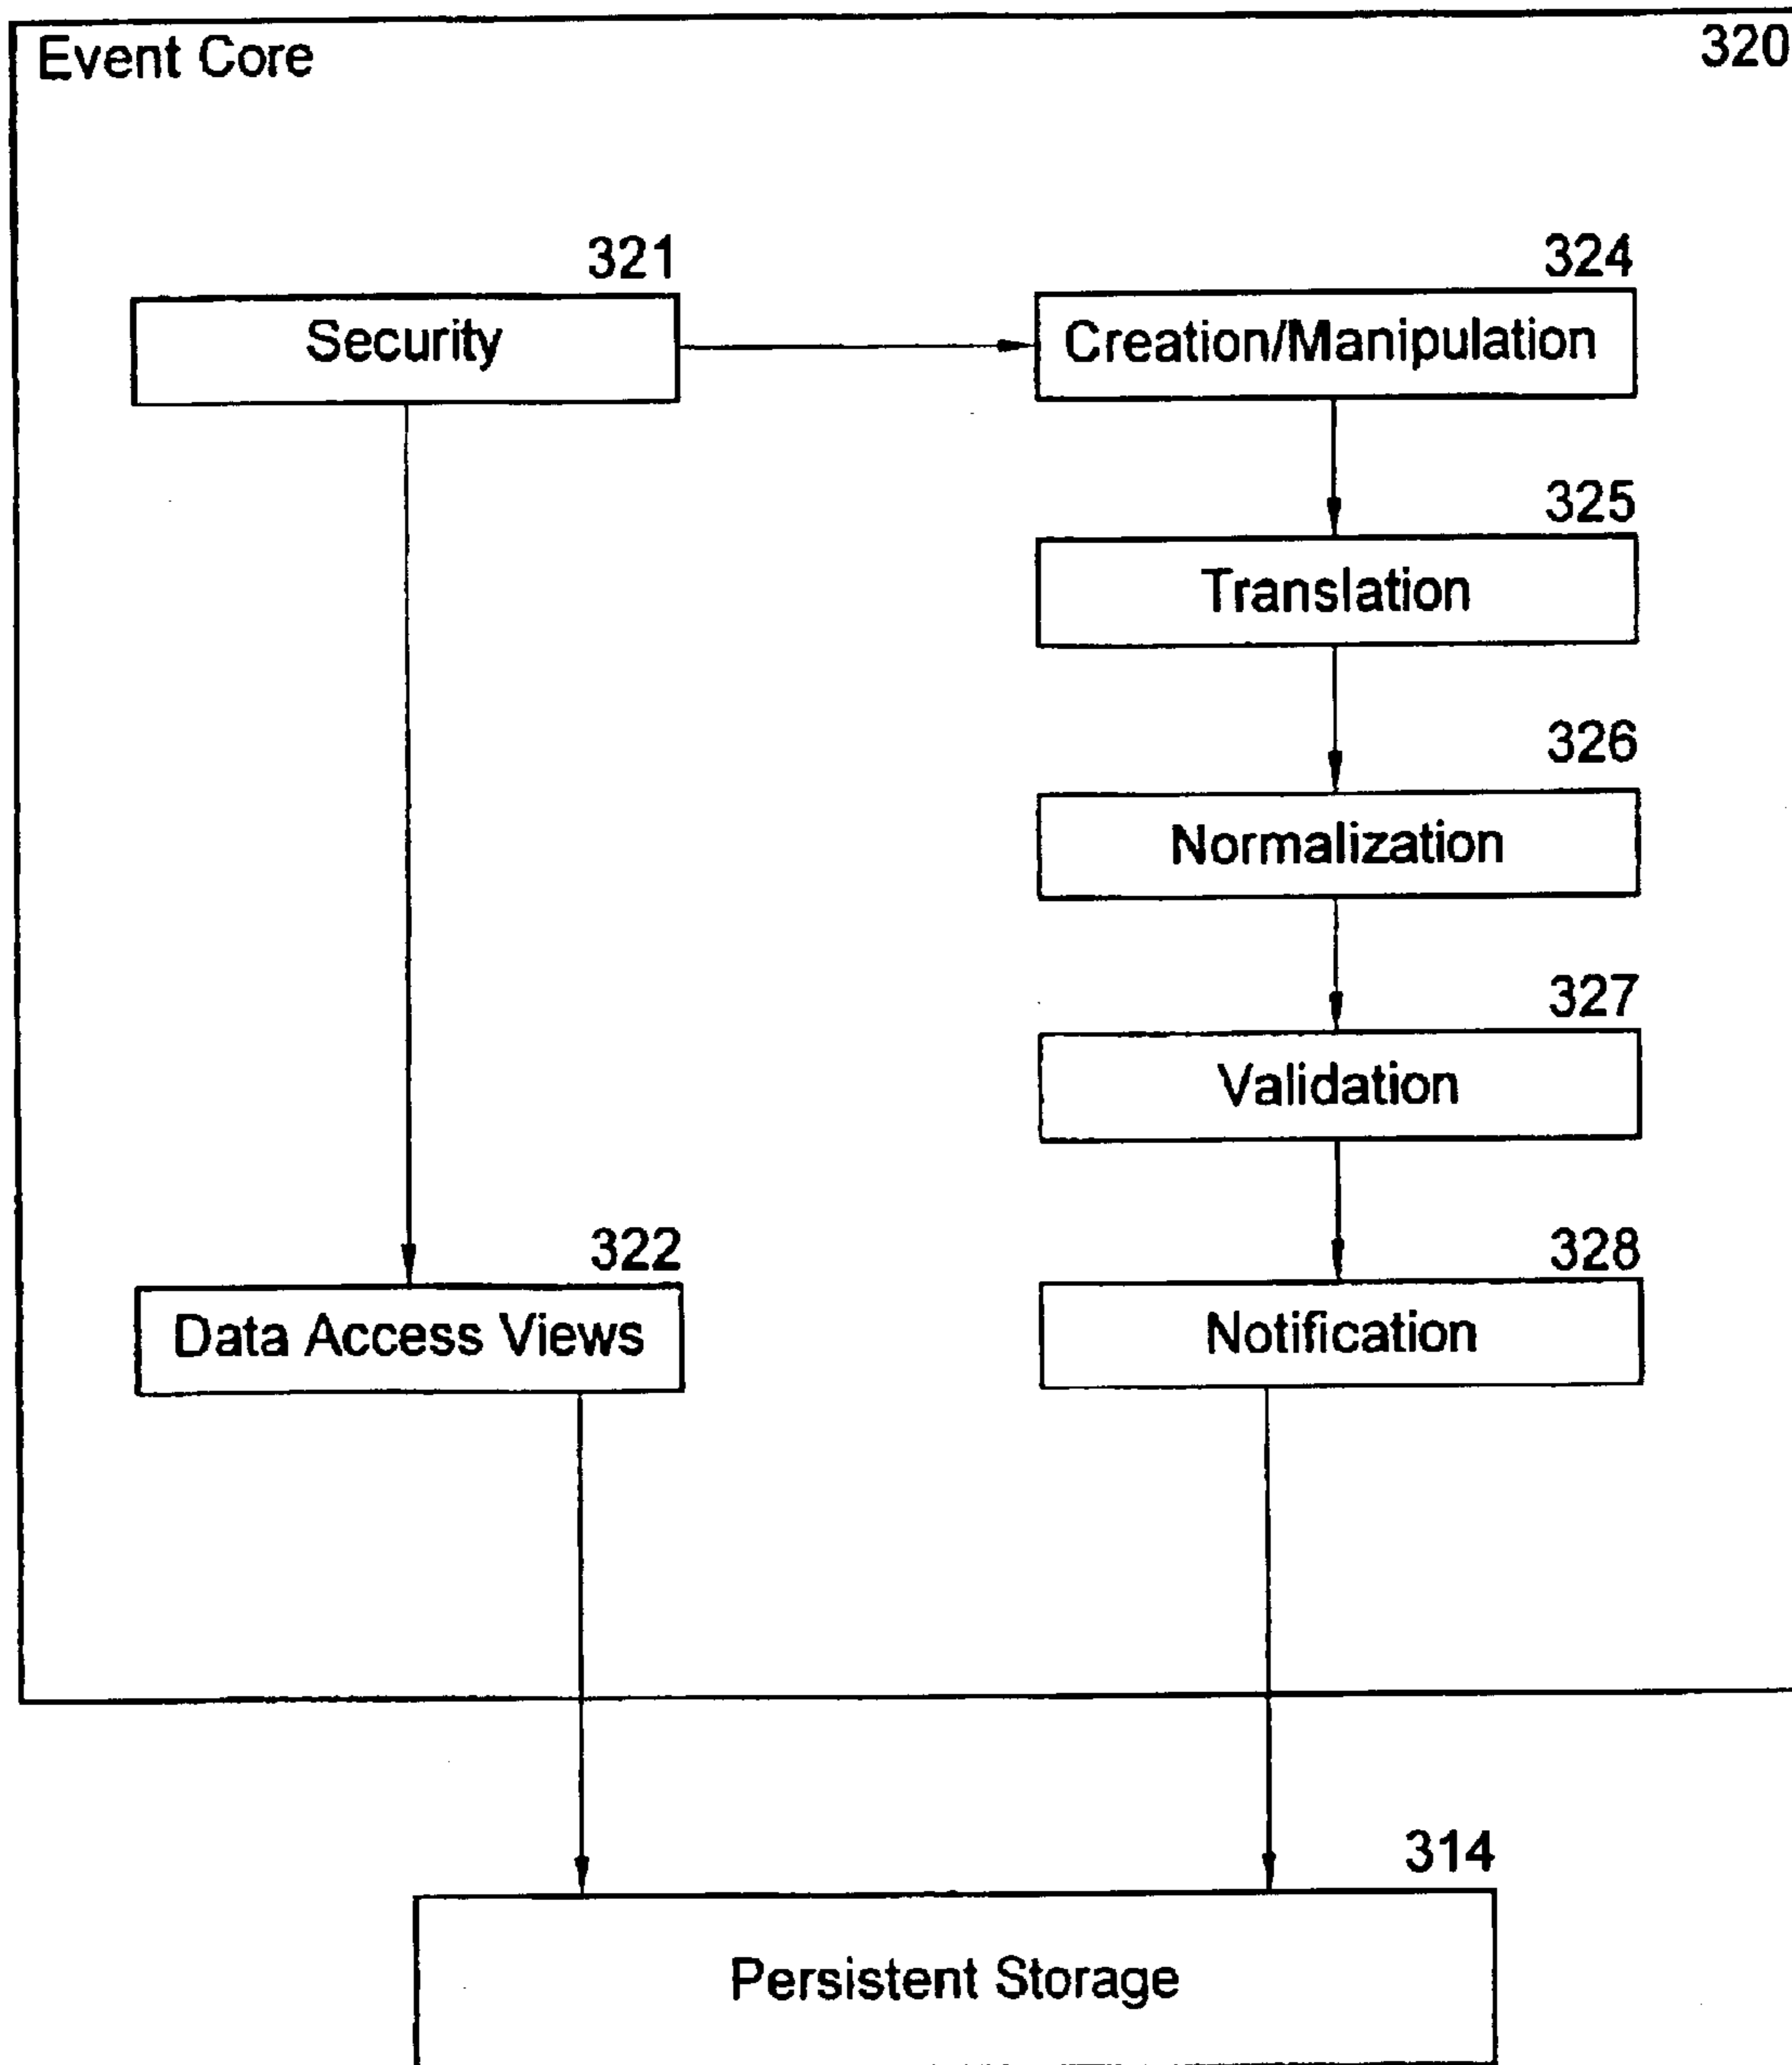 Event Core
320
321
Security
324
Creation/Manipulation
325
Translation
326
Normalization
327
Validation
322
Data Access Views
328
Notification
314
Persistent Storage